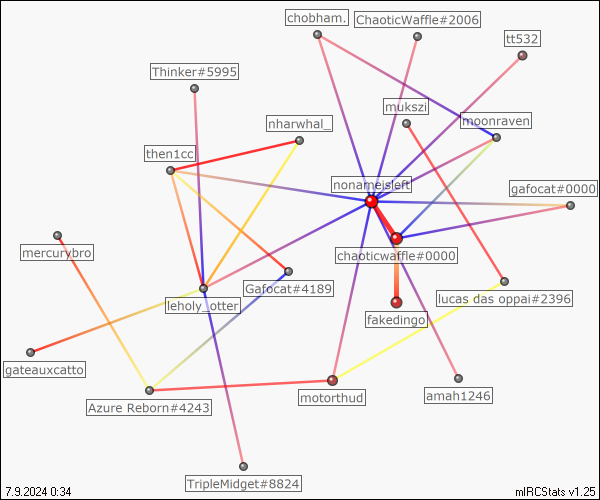 chobham.
ChaoticWaffle#2006
tt532
Thinker#5995
mukszi
nharwhal_
moonraven
then1cc
nonameisleft
gafocat#0000
mercurybro
chaoticwaffle#0000
Gafocat#4189
leholy_otter
lucas das oppai#2396
fakedingo
gateauxcatto
motorthud
amah1246
Azure Reborn#4243
TripleMidget#8824
7.9.2024 0:34
mIRCStats v1.25